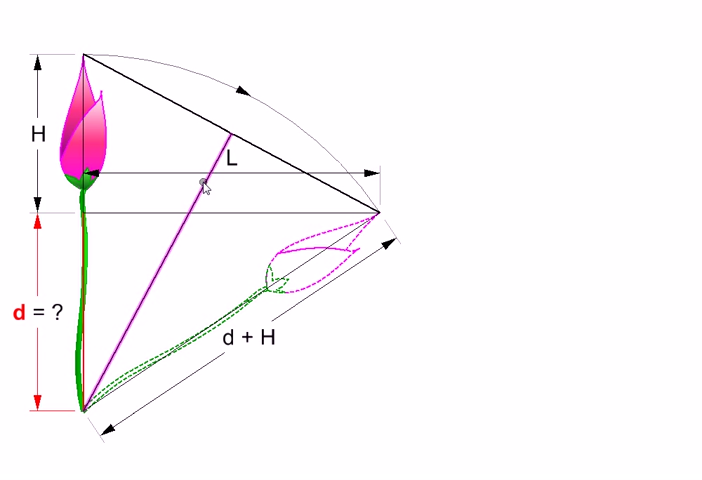 H
L
d = ?
d + H